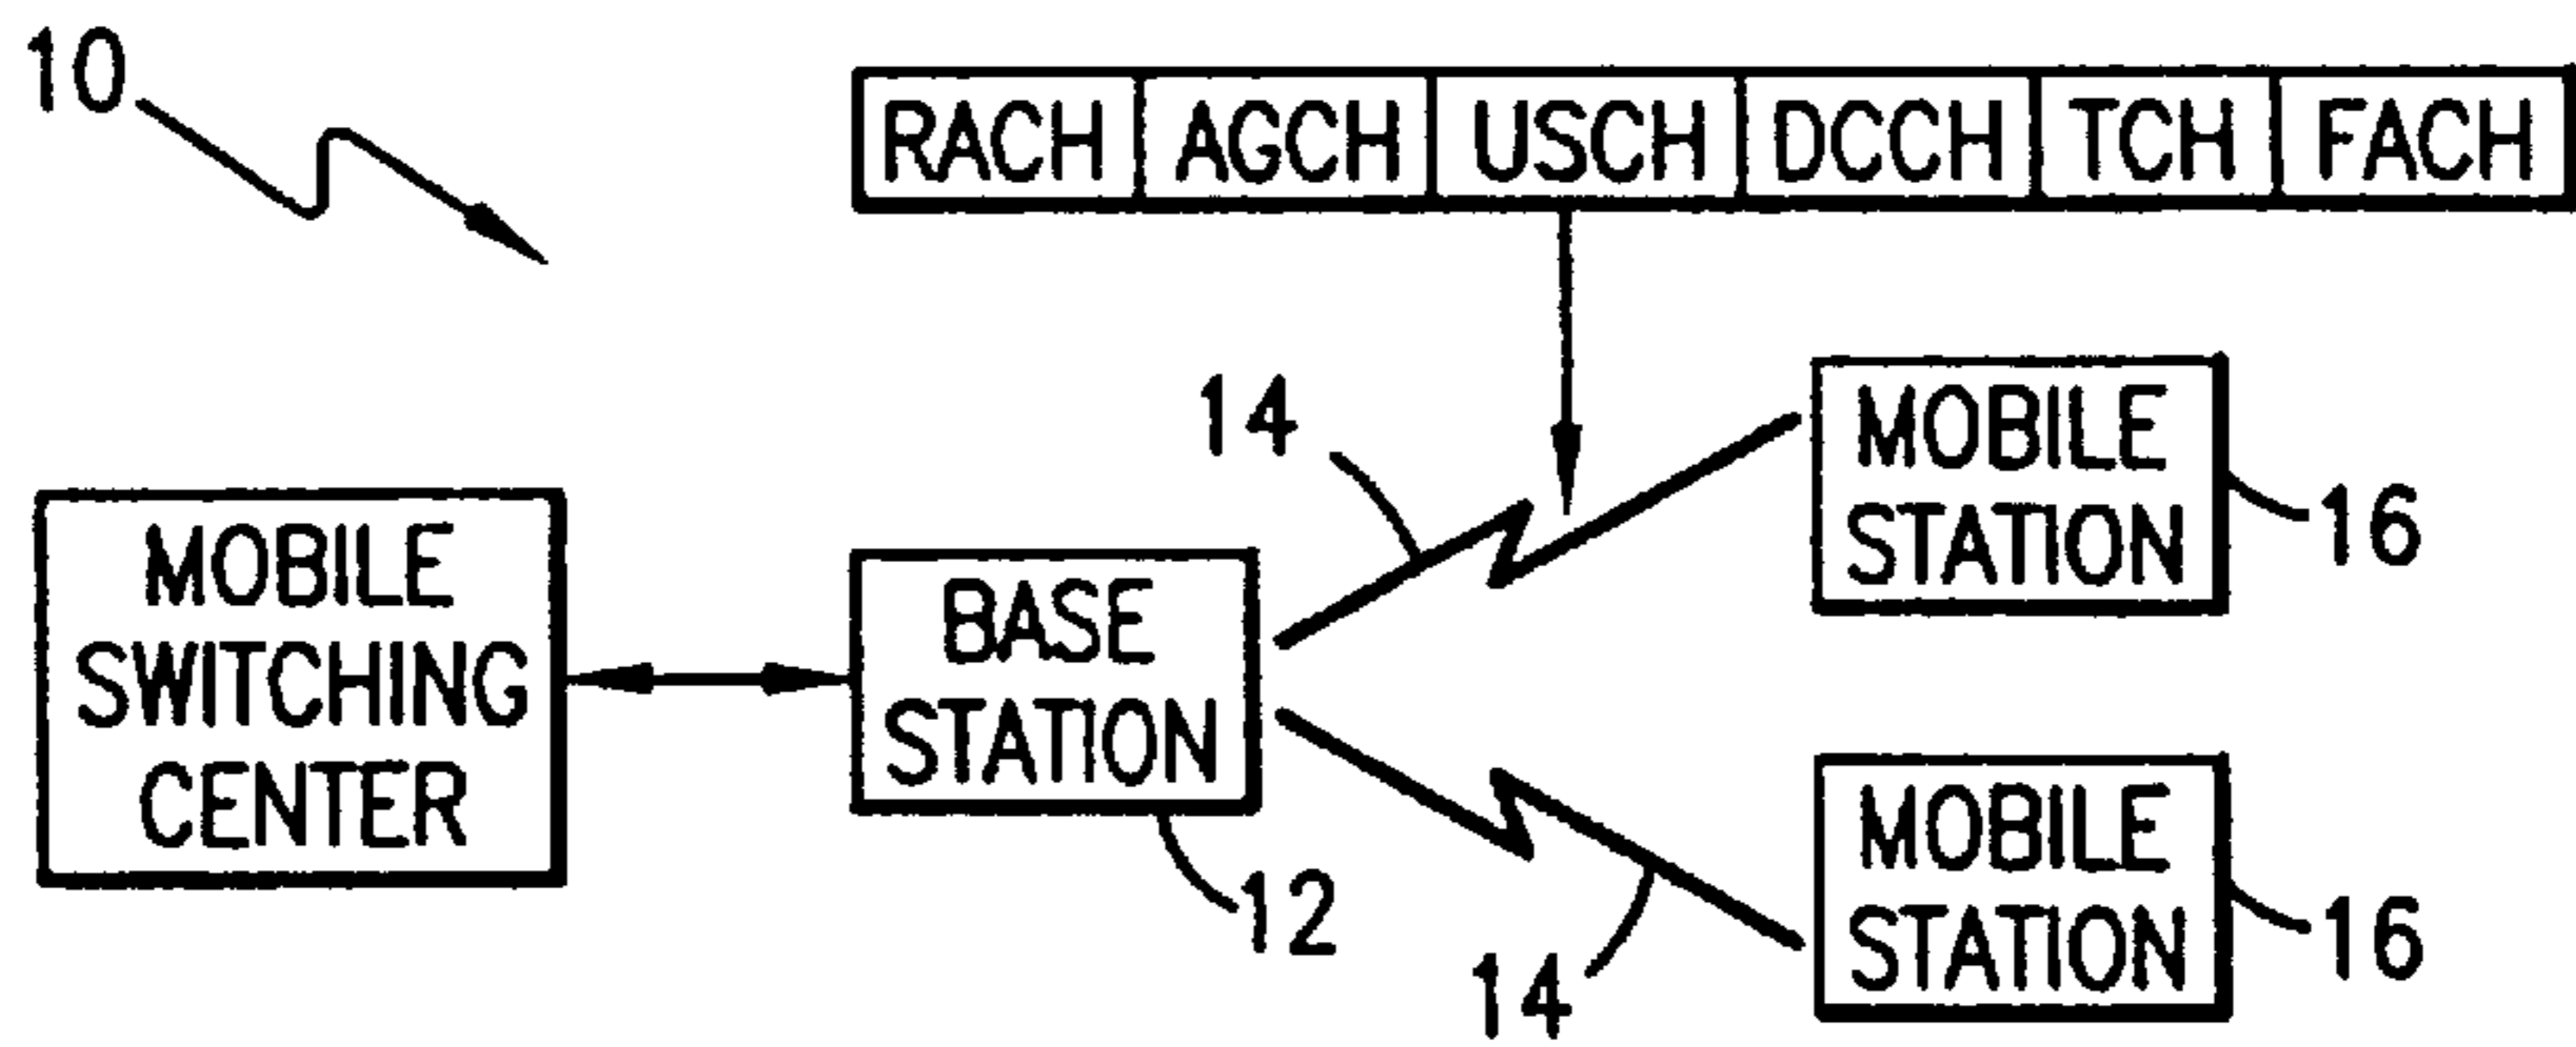 10
RACH AGCH USCH DCCH TCH FACH
14
MOBILE
STATION
16
MOBILE
SWITCHING
CENTER
BASE
STATION
12
14
MOBILE
STATION
16